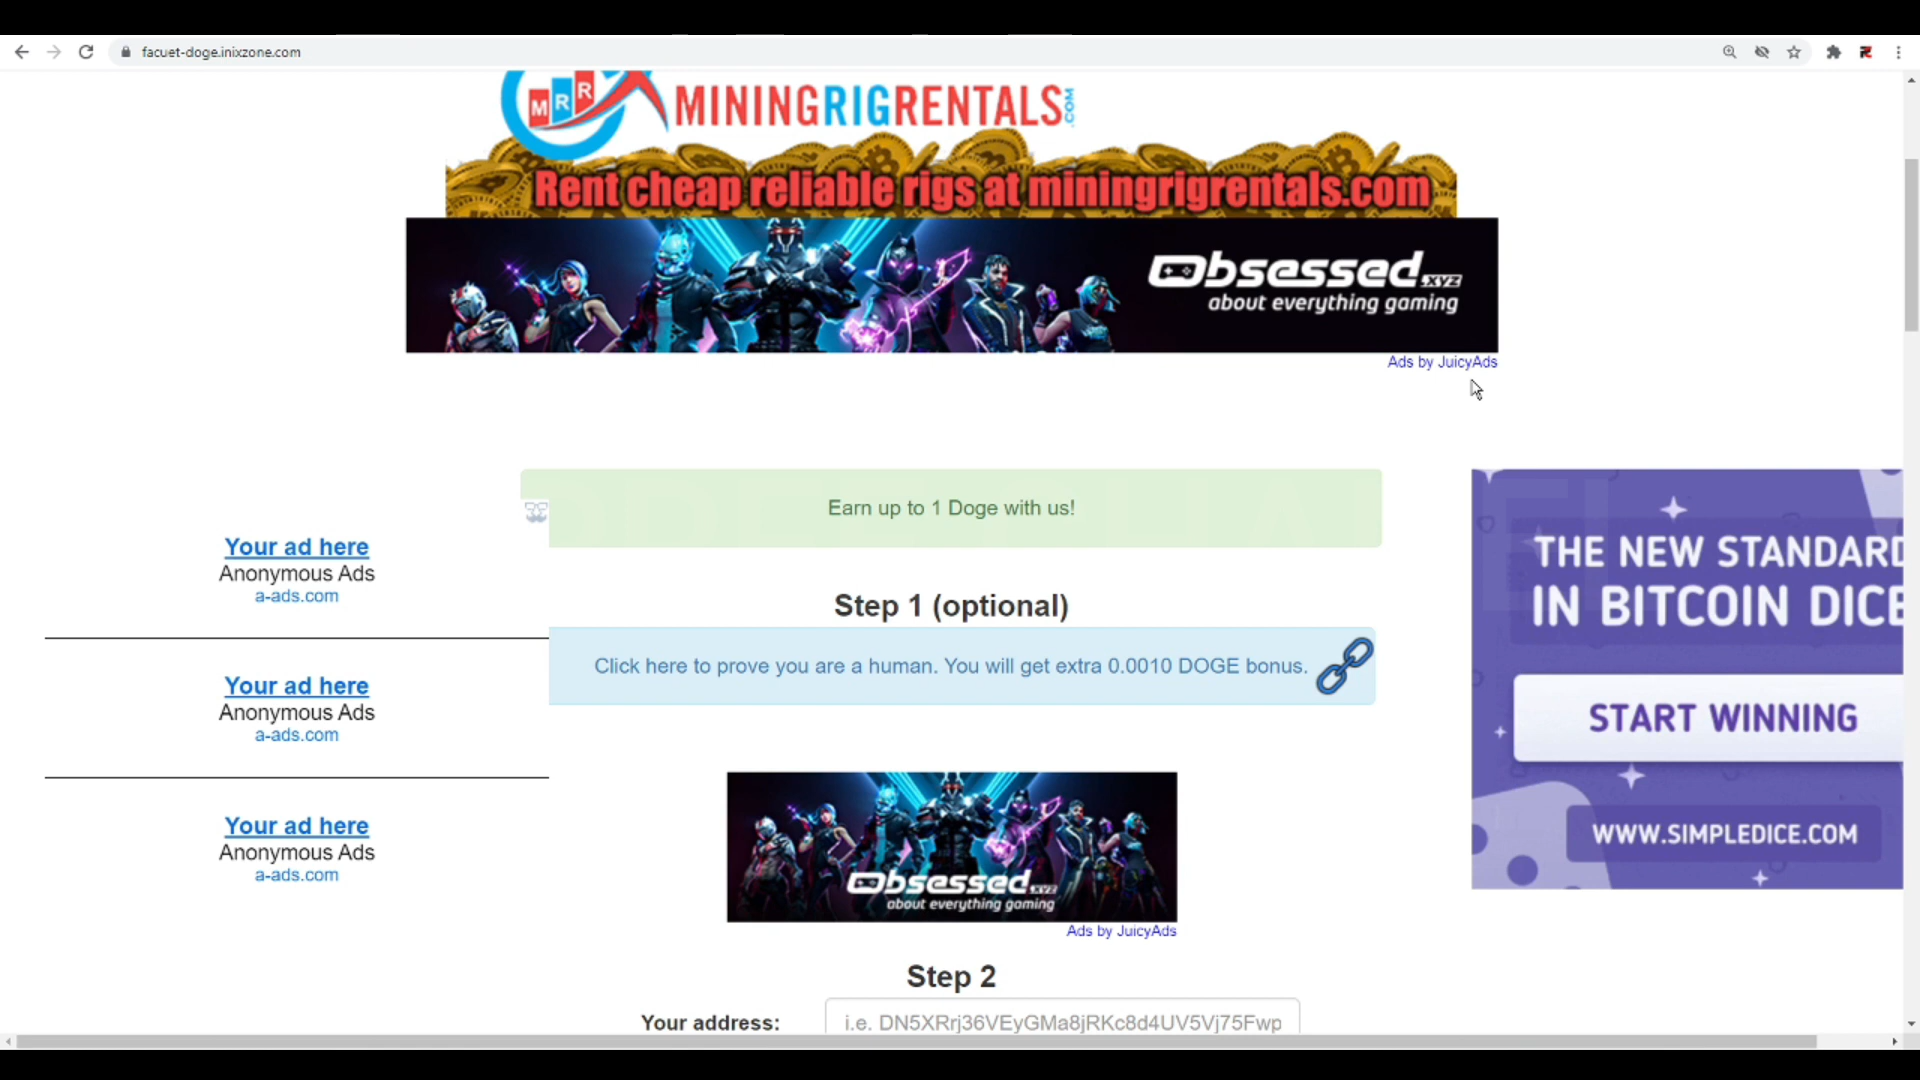 facuet-doge.inixzone.com
MRR
MININGRIGRENTALS.COM
Rent cheap reliable rigs at miningrigrentals.com
Obsessed.xyz
about everything gaming
Ads by JuicyAds
Earn up to 1 Doge with us!
Your ad here
Anonymous Ads
a-ads.com
Step 1 (optional)
Click here to prove you are a human. You will get extra 0.0010 DOGE bonus.
Your ad here
Anonymous Ads
a-ads.com
Your ad here
Anonymous Ads
a-ads.com
THE NEW STANDARD
IN BITCOIN DICE
START WINNING
WWW.SIMPLEDICE.COM
Obsessed.xyz
about everything gaming
Ads by JuicyAds
Step 2
Your address:
i.e. DN5XRrj36VEyGMa8jRKc8d4UV5Vj75Fwp